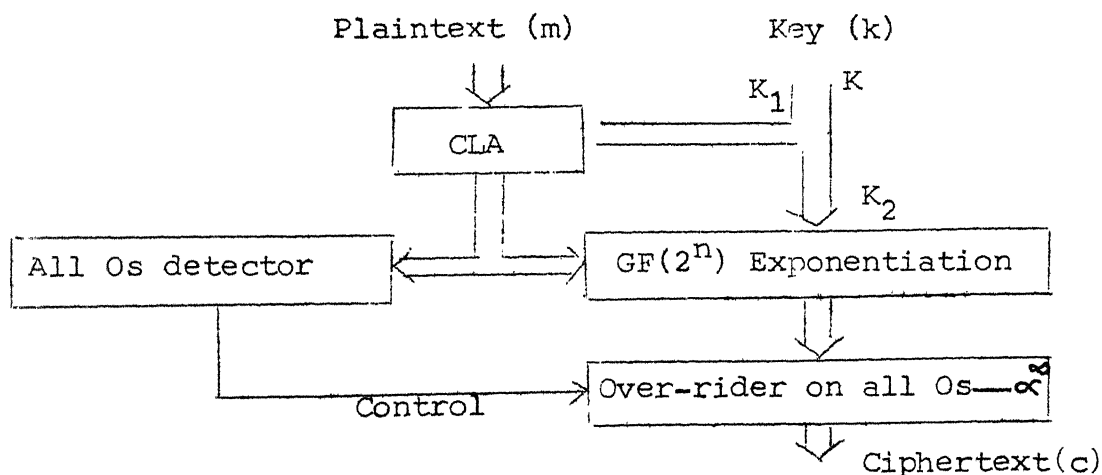 Plaintext (m)
Key (k)
K₁
K
CLA
K₂
All Os detector
GF(2ⁿ) Exponentiation
Over-rider on all Os—α^∞
Control
Ciphertext(c)